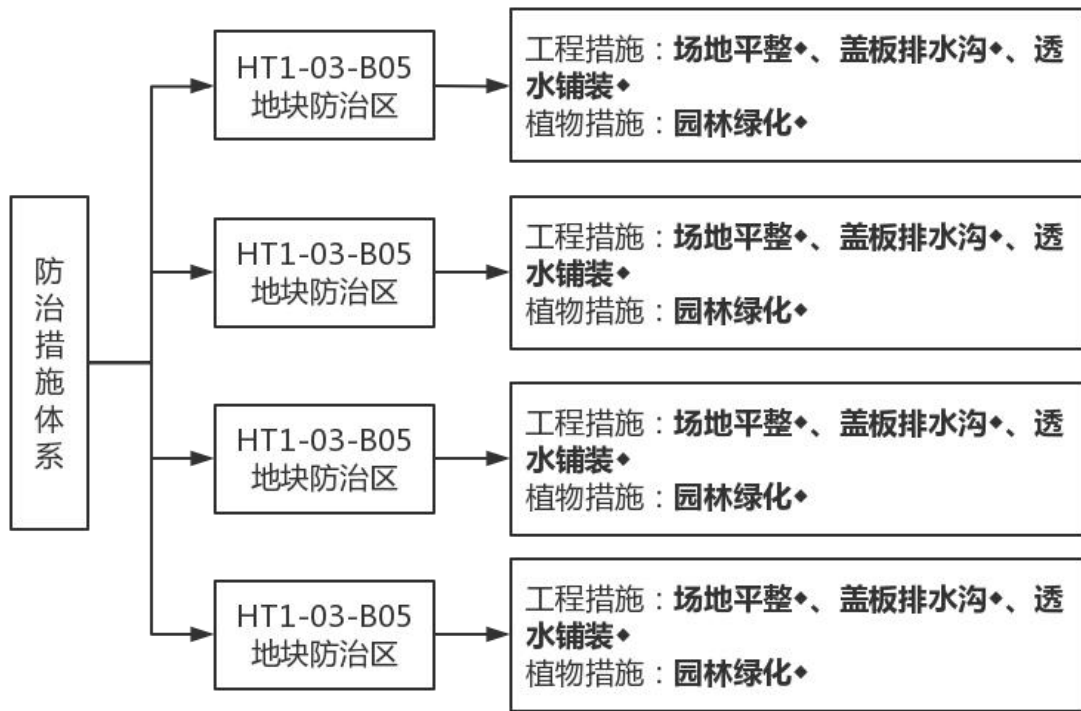 防治措施体系
HT1-03-B05
地块防治区
工程措施：场地平整◆、盖板排水沟◆、透
水铺装◆
植物措施：园林绿化◆
HT1-03-B05
地块防治区
工程措施：场地平整◆、盖板排水沟◆、透
水铺装◆
植物措施：园林绿化◆
HT1-03-B05
地块防治区
工程措施：场地平整◆、盖板排水沟◆、透
水铺装◆
植物措施：园林绿化◆
HT1-03-B05
地块防治区
工程措施：场地平整◆、盖板排水沟◆、透
水铺装◆
植物措施：园林绿化◆